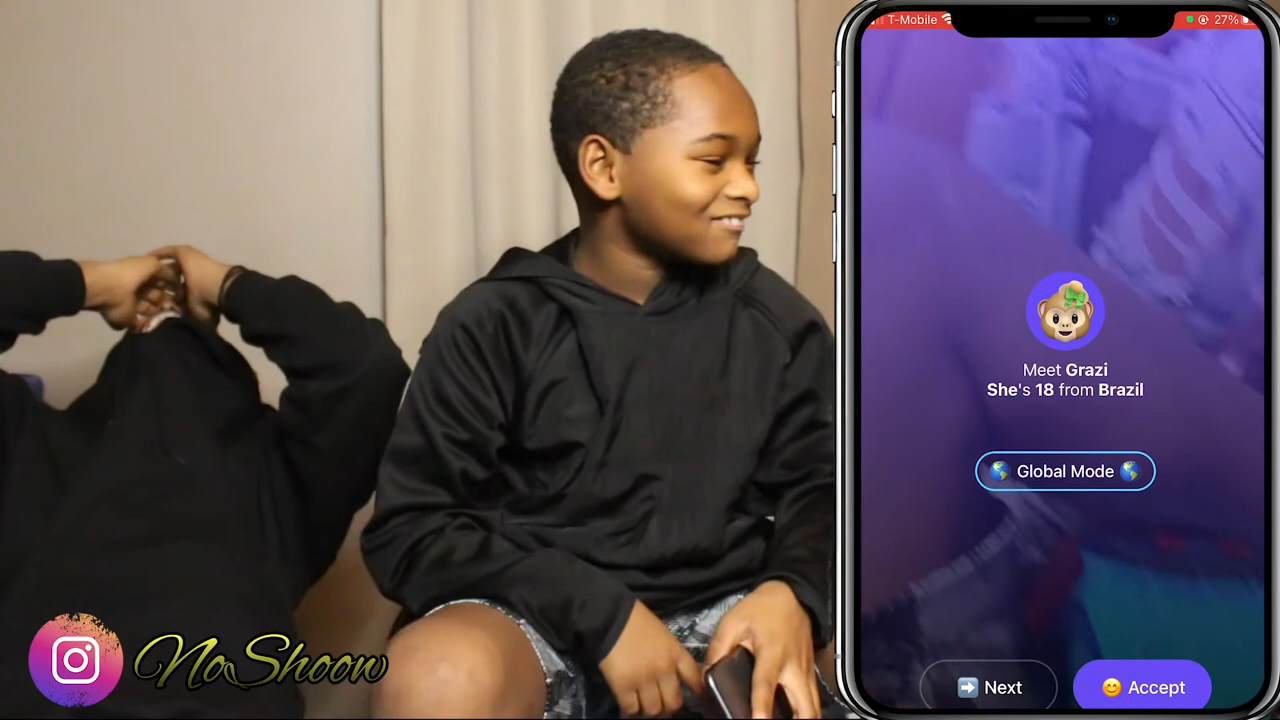 T-Mobile
27%
Meet Grazi
She's 18 from Brazil
Global Mode
Next
Accept
NoShoow